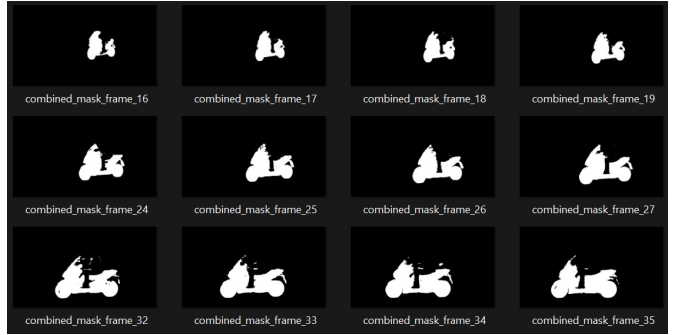 combined_mask_frame_16 combined_mask_frame_17 combined_mask_frame_18 combined_mask_frame_19
combined_mask_frame_24 combined_mask_frame_25 combined_mask_frame_26 combined_mask_frame_27
combined_mask_frame_32 combined_mask_frame_33 combined_mask_frame_34 combined_mask_frame_35